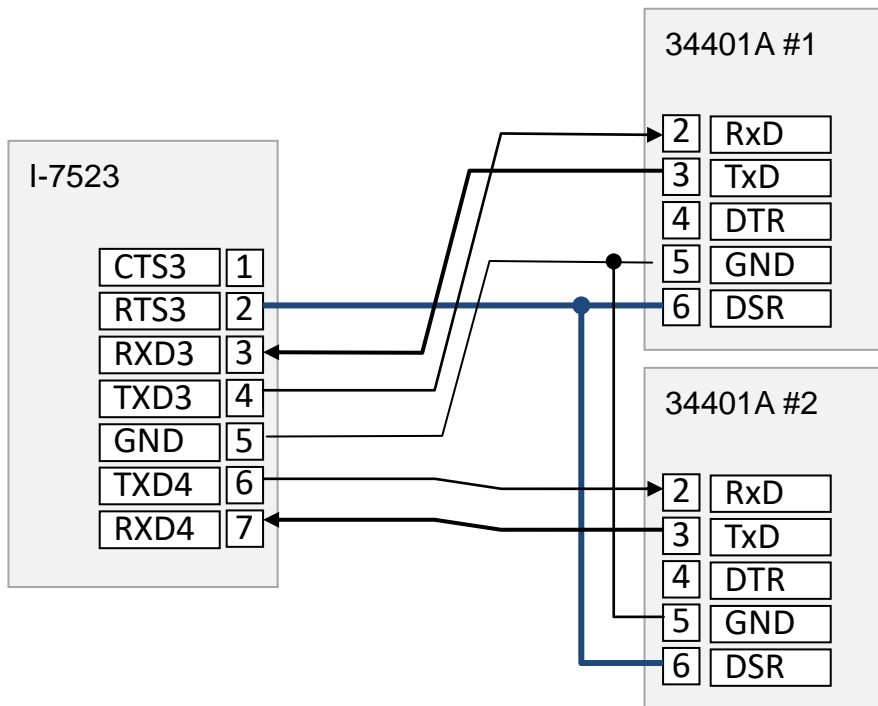 34401A #1
2 RxD
3 TxD
4 DTR
5 GND
6 DSR
I-7523
CTS3 1
RTS3 2
RXD3 3
TXD3 4
GND 5
TXD4 6
RXD4 7
34401A #2
2 RxD
3 TxD
4 DTR
5 GND
6 DSR